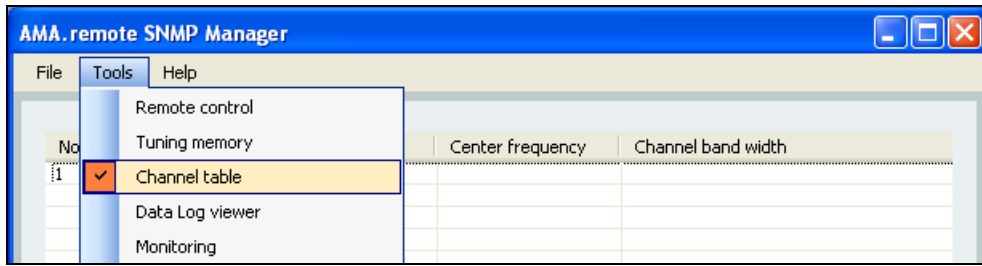 AMA.remote SNMP Manager
File Tools Help
Remote control
No Tuning memory Center frequency Channel band width
1 Channel table
Data Log viewer
Monitoring